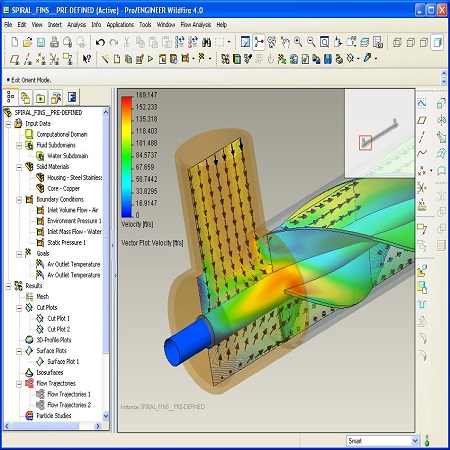 SPIRAL_FINS__PRE-DEFINED (Active) - Pro/ENGINEER Wildfire 4.0
File Edit View Insert Analysis Info Applications Tools Window Flow Analysis Help
• Exit Orient Mode.
SPIRAL_FINS__PRE-DEFINED
Input Data
Computational Domain
Fluid Subdomains
Water Subdomain
Solid Materials
Housing - Steel Stainless
Core - Copper
Boundary Conditions
Inlet Volume Flow - Air
Environment Pressure 1
Inlet Mass Flow - Water
Static Pressure 1
Goals
Av Outlet Temperature
Av Outlet Temperature
Results
Mesh
Cut Plots
Cut Plot 1
Cut Plot 2
3D-Profile Plots
Surface Plots
Surface Plot 1
Isosurfaces
Flow Trajectories
Flow Trajectories 1
Flow Trajectories 2
Particle Studies
169.147
152.233
135.318
118.403
101.488
84.5737
67.659
50.7442
33.8295
16.9147
0
Velocity [ft/s]
Vector Plot: Velocity [ft/s]
Instance: SPIRAL_FINS__PRE-DEFINED
Smart